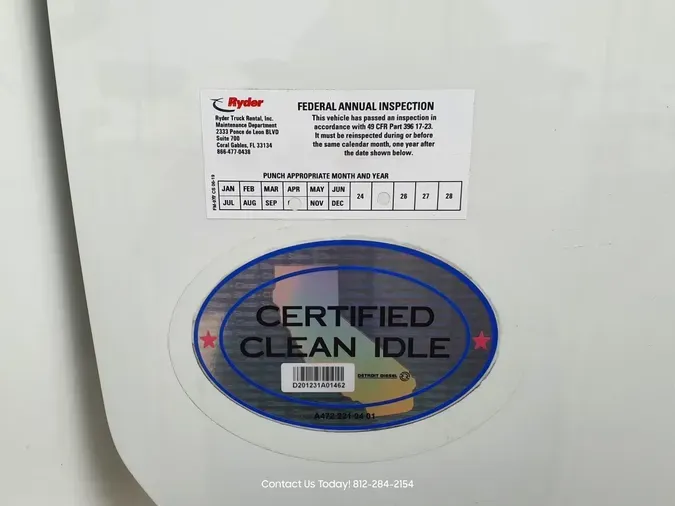 Ryder
Ryder Truck Rental, Inc.
Maintenance Department
2333 Ponce de Leon BLVD
Suite 700
Coral Gables, FL 33134
866-477-0438
FEDERAL ANNUAL INSPECTION
This vehicle has passed an inspection in
accordance with 49 CFR Part 396 17-23.
It must be reinspected during or before
the same calendar month, one year after
the date shown below.
PUNCH APPROPRIATE MONTH AND YEAR
JAN FEB MAR APR MAY JUN
JUL AUG SEP NOV DEC
24 26 27 28
CERTIFIED
CLEAN IDLE
D201231A01462
DETROIT DIESEL
Contact Us Today! 812-284-2154